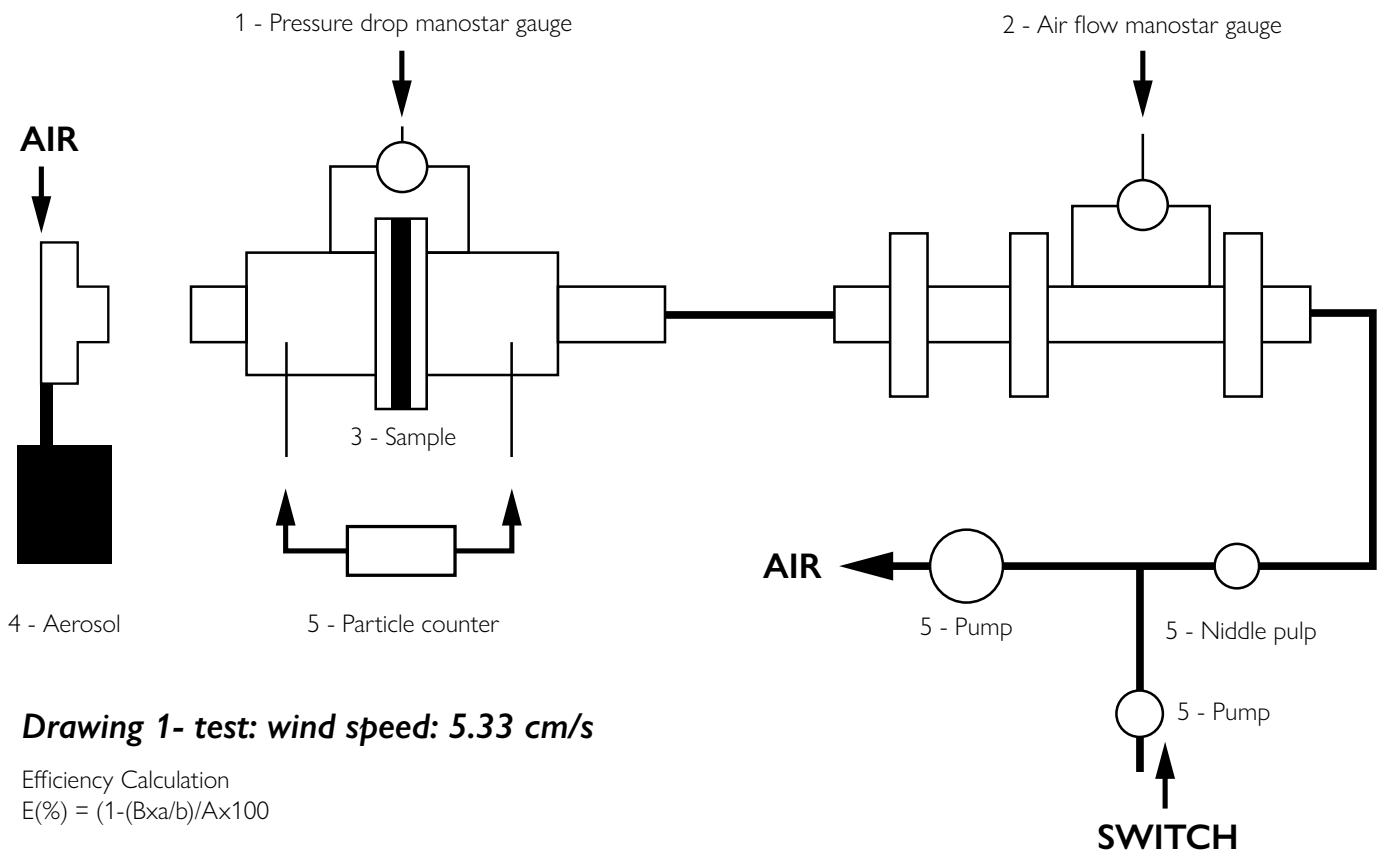 1 - Pressure drop manostar gauge
2 - Air flow manostar gauge
AIR
3 - Sample
4 - Aerosol
5 - Particle counter
AIR
5 - Pump
5 - Niddle pulp
5 - Pump
SWITCH
Drawing 1- test: wind speed: 5.33 cm/s
Efficiency Calculation
E(%) = (1-(Bxa/b)/Ax100